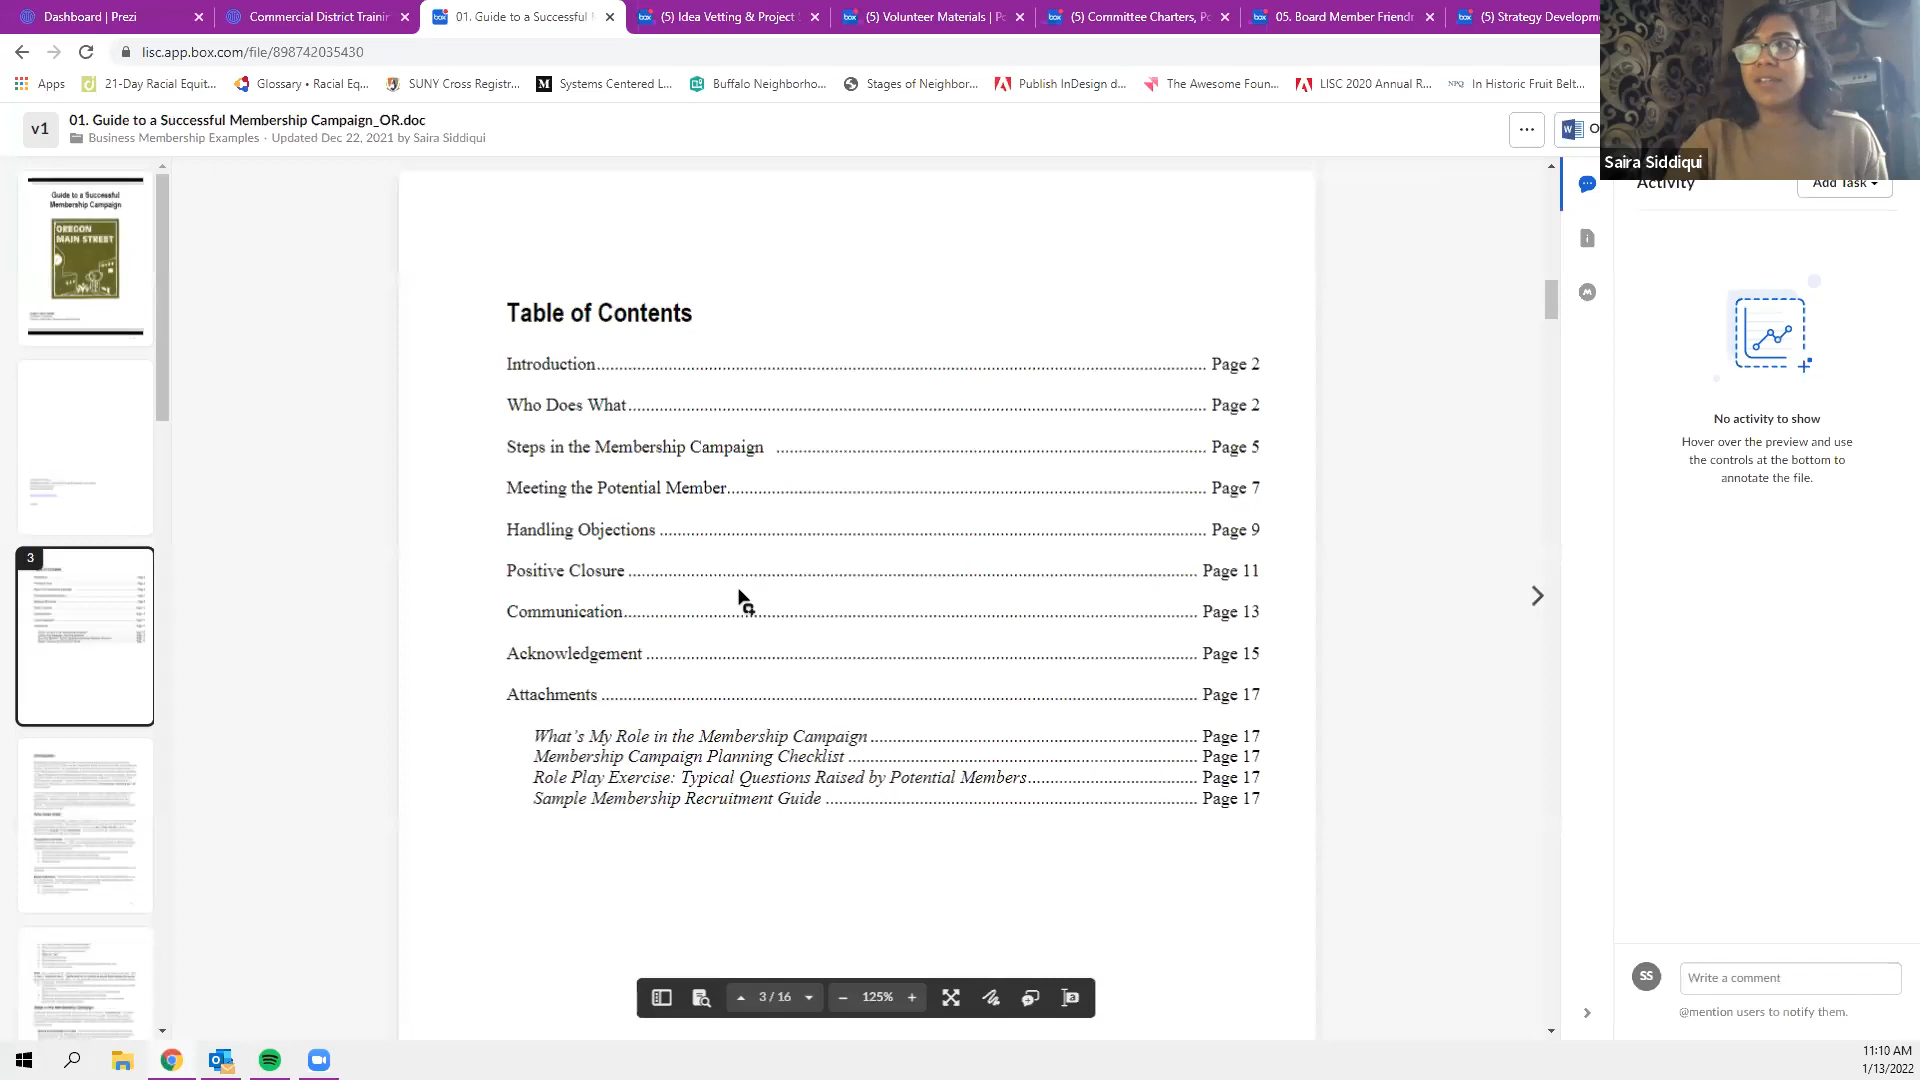 Dashboard | Prezi
Commercial District Trainin
01. Guide to a Successful
(5) Idea Vetting & Project
(5) Volunteer Materials | Po
(5) Committee Charters, Po
05. Board Member Friendr
(5) Strategy Developm
lisc.app.box.com/file/898742035430
Apps
21-Day Racial Equit...
Glossary • Racial Eq...
SUNY Cross Registr...
Systems Centered L...
Buffalo Neighborho...
Stages of Neighbor...
Publish InDesign d...
The Awesome Foun...
LISC 2020 Annual R...
NPQ
In Historic Fruit Belt...
v1
01. Guide to a Successful Membership Campaign_OR.doc
Business Membership Examples · Updated Dec 22, 2021 by Saira Siddiqui
Saira Siddiqui
Activity
Add Task
Guide to a Successful
Membership Campaign
OREGON
MAIN STREET
3
Table of Contents
Introduction ........ Page 2
Who Does What ........ Page 2
Steps in the Membership Campaign ........ Page 5
Meeting the Potential Member ........ Page 7
Handling Objections ........ Page 9
Positive Closure ........ Page 11
Communication ........ Page 13
Acknowledgement ........ Page 15
Attachments ........ Page 17
What's My Role in the Membership Campaign ........ Page 17
Membership Campaign Planning Checklist ........ Page 17
Role Play Exercise: Typical Questions Raised by Potential Members ........ Page 17
Sample Membership Recruitment Guide ........ Page 17
No activity to show
Hover over the preview and use
the controls at the bottom to
annotate the file.
3 / 16
125%
SS
Write a comment
@mention users to notify them.
11:10 AM
1/13/2022